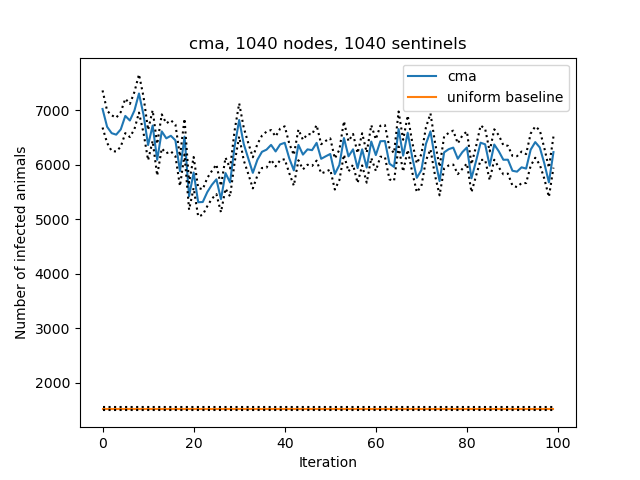 cma, 1040 nodes, 1040 sentinels
cma
uniform baseline
Number of infected animals
7000
6000
5000
4000
3000
2000
0 20 40 60 80 100
Iteration